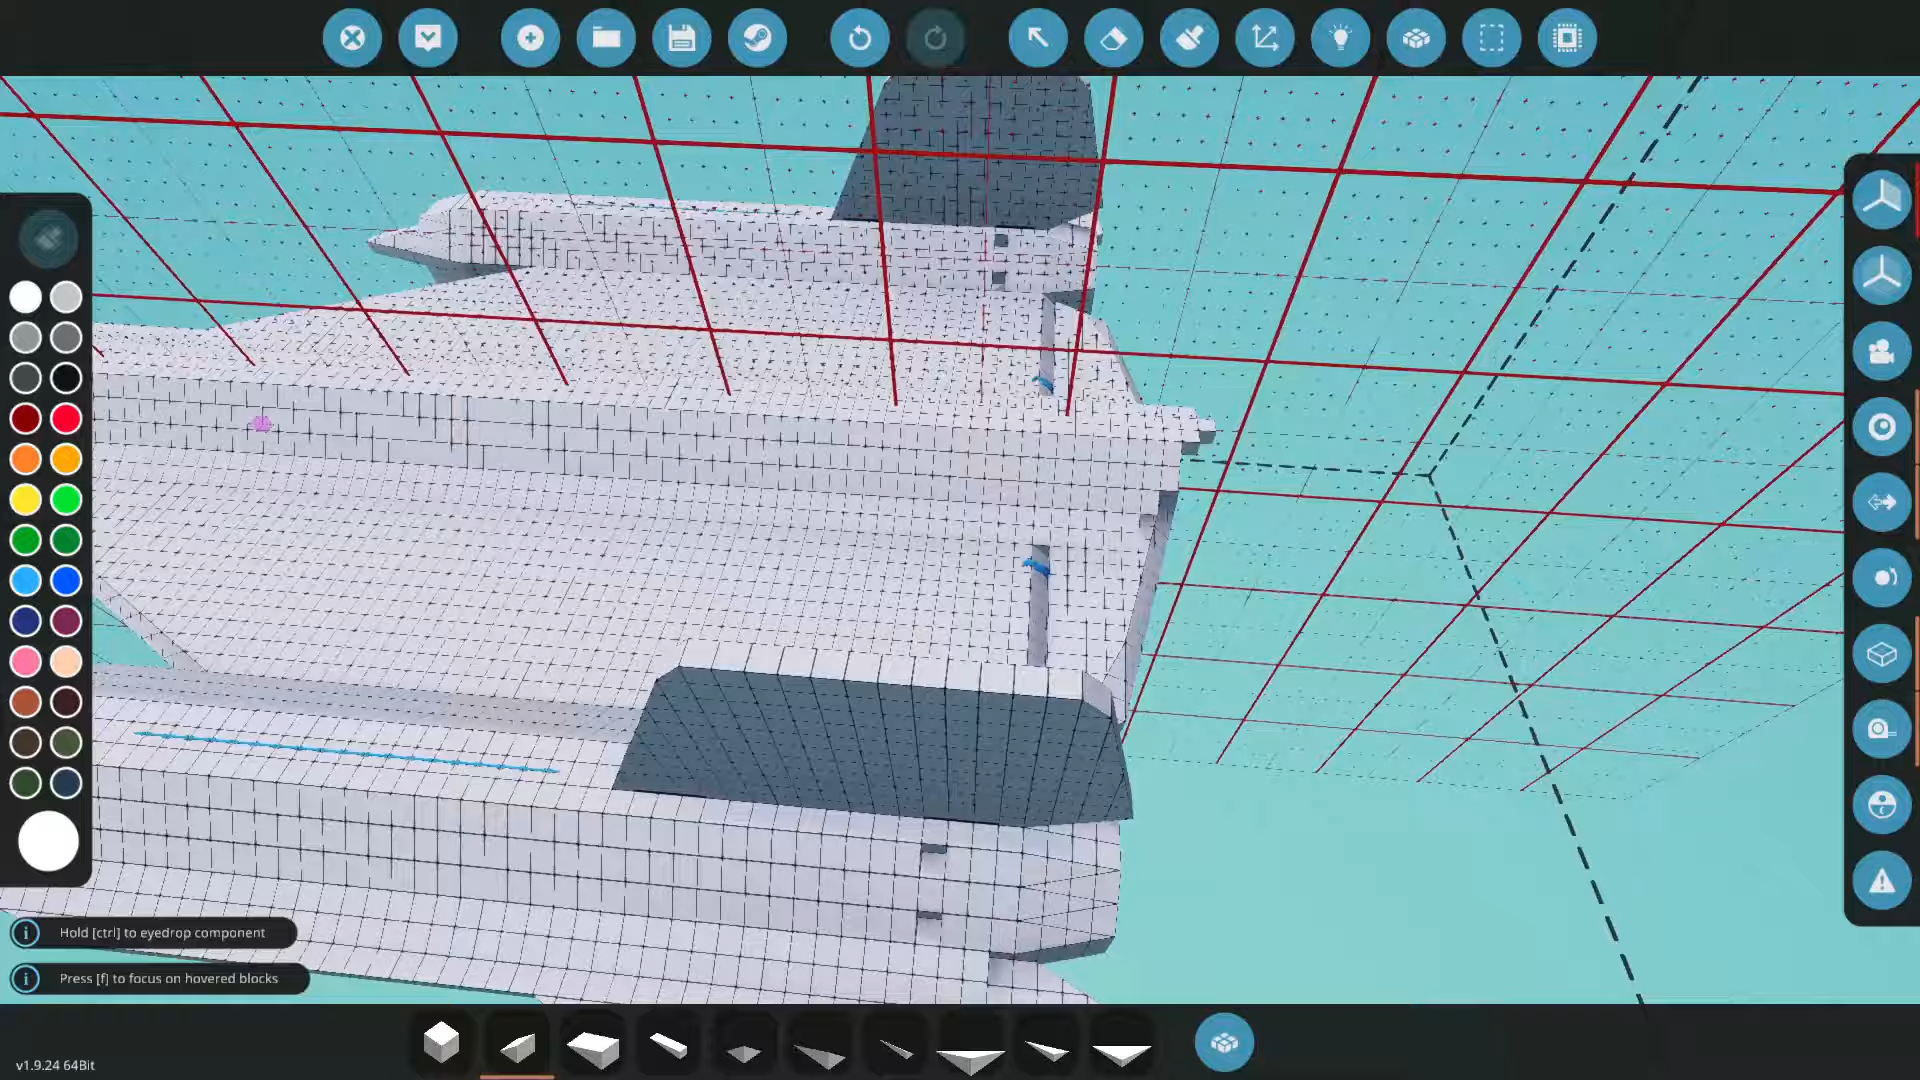 Hold [ctrl] to eyedrop component
Press [f] to focus on hovered blocks
v1.9.24 64Bit